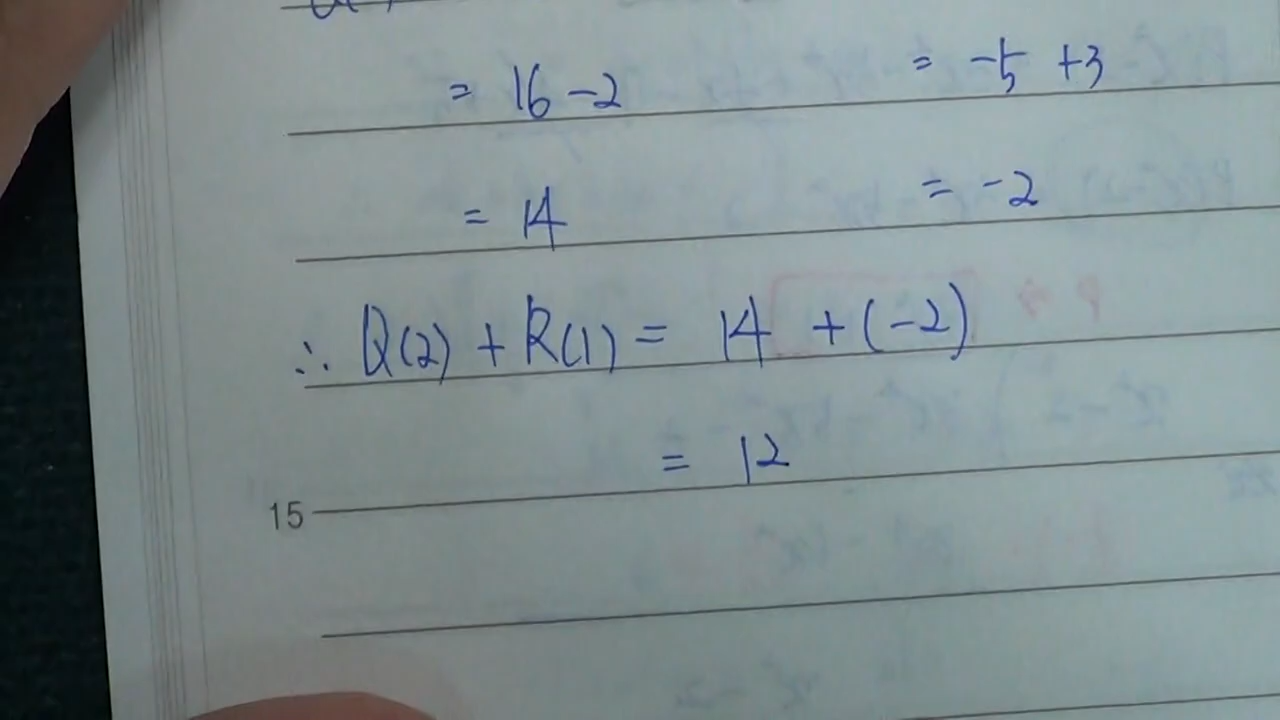 = 16 - 2
= -5 + 3
= 14
= -2
∴ Q(2) + R(1) = 14 + (-2)
= 12
15